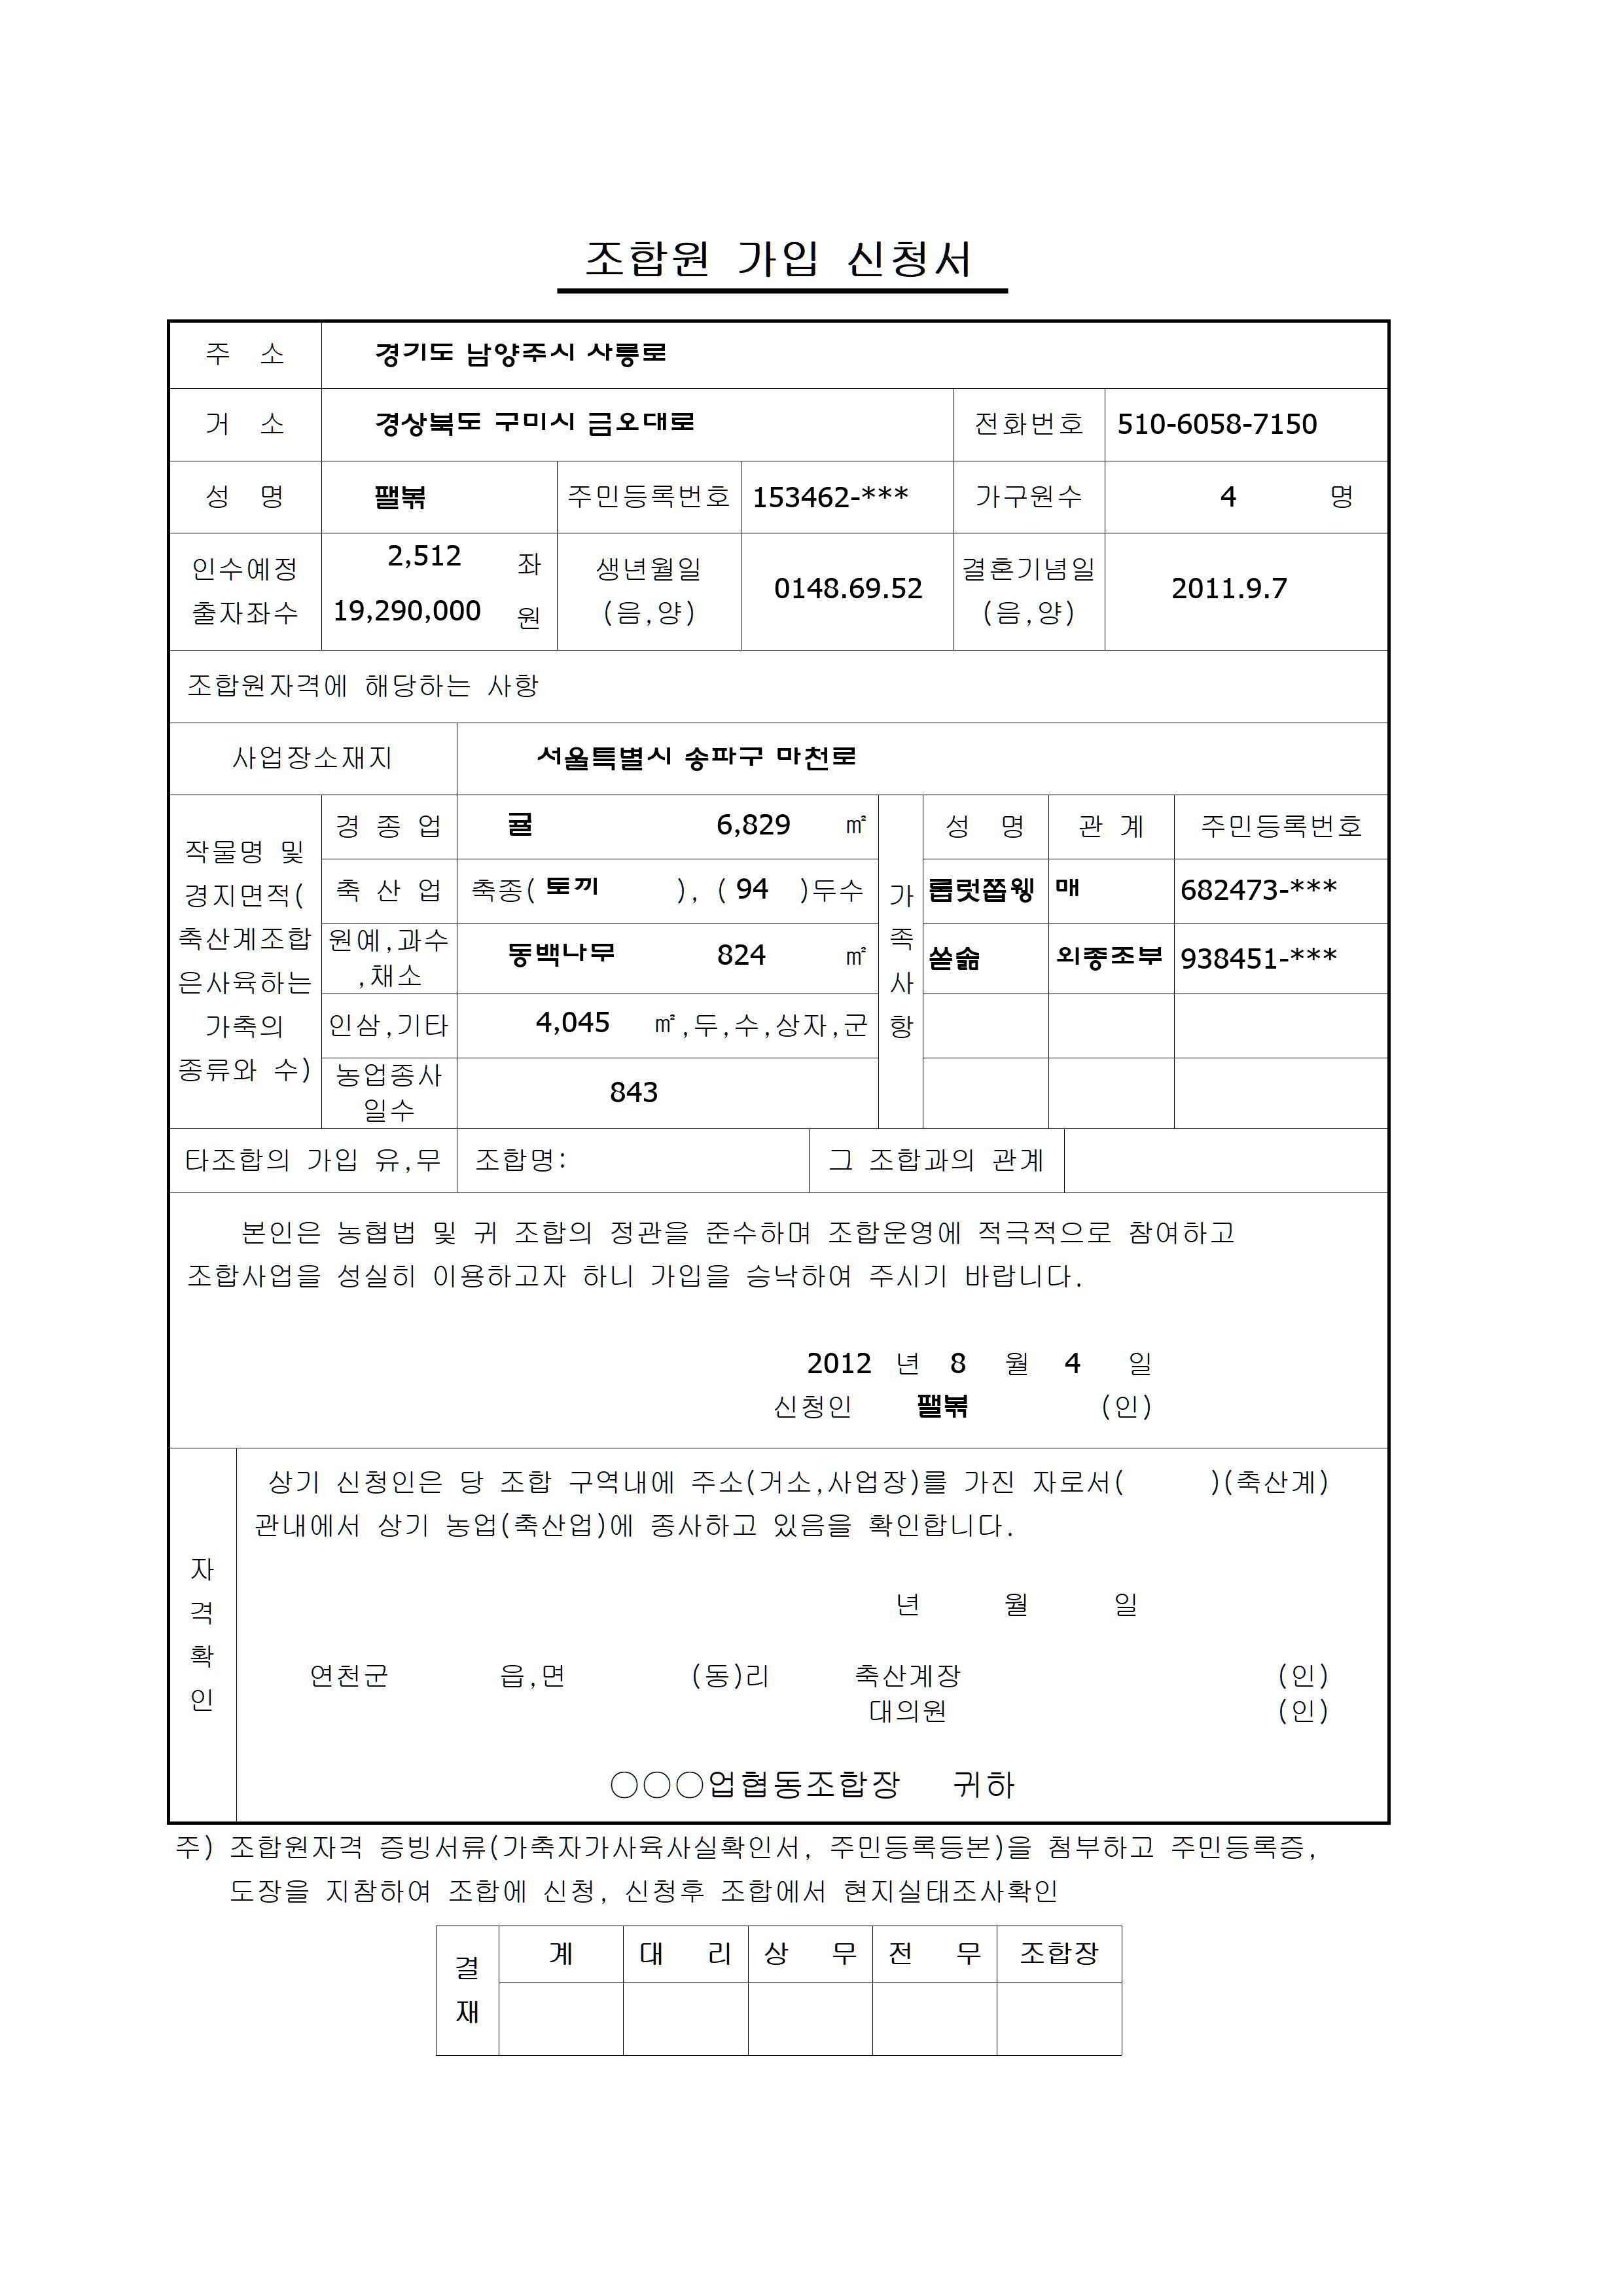 조합원 가입 신청서
주 소 경기도 남양주시 사릉로
거 소 경상북도 구미시 금오대로 전화번호 510-6058-7150
성 명 팰볶 주민등록번호 153462-*** 가구원수 4 명
인수예정 출자좌수 2,512 좌 19,290,000 원 생년월일 (음,양) 0148.69.52 결혼기념일 (음,양) 2011.9.7
조합원자격에 해당하는 사항
사업장소재지 서울특별시 송파구 마천로
작물명 및 경지면적(축산계조합은사육하는 가축의 종류와 수)
경 종 업 귤 6,829 ㎡
축 산 업 축종( 토끼 ), ( 94 )두수
원예,과수,채소 동백나무 824 ㎡
인삼,기타 4,045 ㎡,두,수,상자,군
농업종사일수 843
가족사항
성 명 관 계 주민등록번호
롭럿쫍웽 매 682473-***
쏟솖 외종조부 938451-***
타조합의 가입 유,무 조합명: 그 조합과의 관계
본인은 농협법 및 귀 조합의 정관을 준수하며 조합운영에 적극적으로 참여하고
조합사업을 성실히 이용하고자 하니 가입을 승낙하여 주시기 바랍니다.
2012 년 8 월 4 일
신청인 팰볶 (인)
자격확인
상기 신청인은 당 조합 구역내에 주소(거소,사업장)를 가진 자로서( )(축산계)
관내에서 상기 농업(축산업)에 종사하고 있음을 확인합니다.
년 월 일
연천군 읍,면 (동)리 축산계장 (인)
대의원 (인)
○○○업협동조합장 귀하
주) 조합원자격 증빙서류(가축자가사육사실확인서, 주민등록등본)을 첨부하고 주민등록증,
도장을 지참하여 조합에 신청, 신청후 조합에서 현지실태조사확인
결재 계 대 리 상 무 전 무 조합장